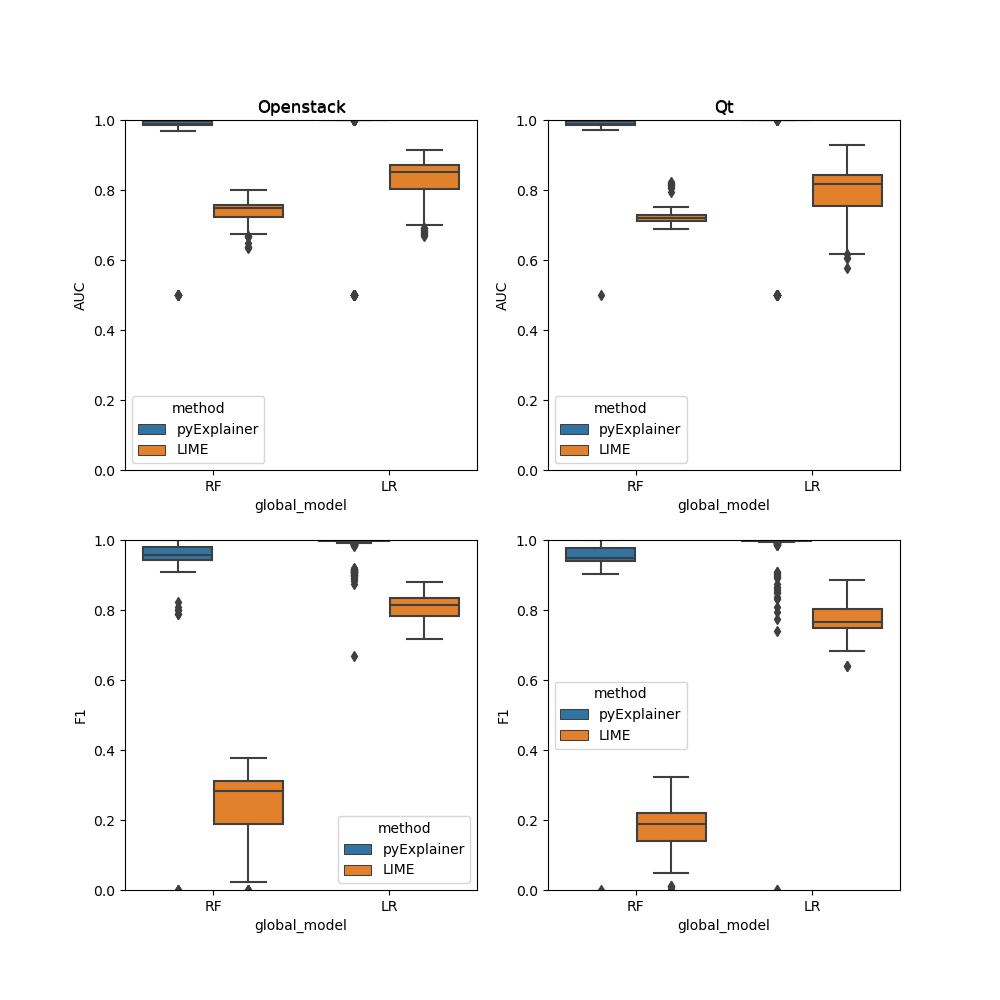 Openstack
1.0
0.8
0.6
0.4
0.2
0.0
AUC
method
pyExplainer
LIME
RF
LR
global_model
Qt
1.0
0.8
0.6
0.4
0.2
0.0
AUC
method
pyExplainer
LIME
RF
LR
global_model
1.0
0.8
0.6
0.4
0.2
0.0
F1
method
pyExplainer
LIME
RF
LR
global_model
1.0
0.8
0.6
0.4
0.2
0.0
F1
method
pyExplainer
LIME
RF
LR
global_model